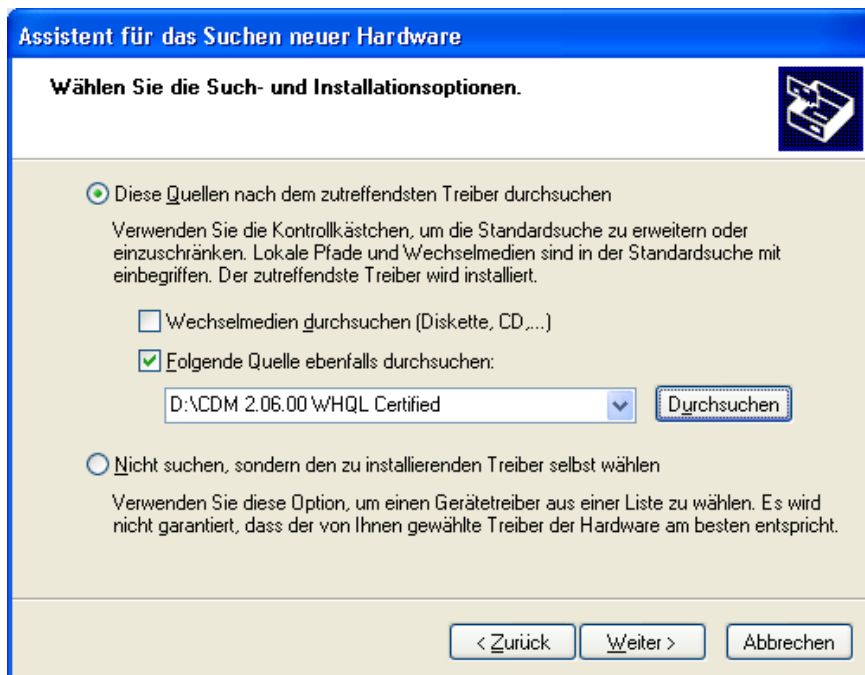 Assistent für das Suchen neuer Hardware
Wählen Sie die Such- und Installationsoptionen.
Diese Quellen nach dem zutreffendsten Treiber durchsuchen
Verwenden Sie die Kontrollkästchen, um die Standardsuche zu erweitern oder
einzuschränken. Lokale Pfade und Wechselmedien sind in der Standardsuche mit
einbegriffen. Der zutreffendste Treiber wird installiert.
Wechselmedien durchsuchen (Diskette, CD,...)
Folgende Quelle ebenfalls durchsuchen:
D:\CDM 2.06.00 WHQL Certified
Durchsuchen
Nicht suchen, sondern den zu installierenden Treiber selbst wählen
Verwenden Sie diese Option, um einen Gerätetreiber aus einer Liste zu wählen. Es wird
nicht garantiert, dass der von Ihnen gewählte Treiber der Hardware am besten entspricht.
< Zurück Weiter > Abbrechen